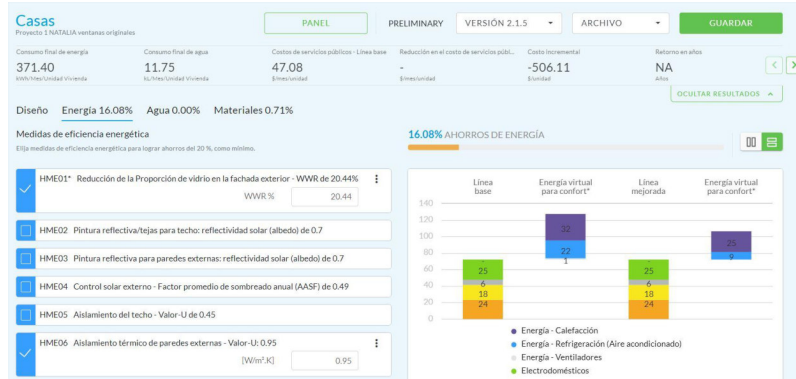 Casas
Proyecto 1 NATALIA ventanas originales
PANEL
PRELIMINARY
VERSIÓN 2.1.5
ARCHIVO
GUARDAR
Consumo final de energía
371.40
kWh/Mes/Unidad Vivienda
Consumo final de agua
11.75
kL/Mes/Unidad Vivienda
Costos de servicios públicos - Línea base
47.08
$/mes/unidad
Reducción en el costo de servicios públi...
-
$/mes/unidad
Costo Incremental
-506.11
$/unidad
Retorno en años
NA
Años
OCULTAR RESULTADOS
Diseño Energía 16.08% Agua 0.00% Materiales 0.71%
Medidas de eficiencia energética
Elija medidas de eficiencia energética para lograr ahorros del 20 %, como mínimo.
16.08% AHORROS DE ENERGÍA
HME01* Reducción de la Proporción de vidrio en la fachada exterior - WWR de 20.44%
WWR % 20.44
HME02 Pintura reflectiva/tejas para techo: reflectividad solar (albedo) de 0.7
HME03 Pintura reflectiva para paredes externas: reflectividad solar (albedo) de 0.7
HME04 Control solar externo - Factor promedio de sombreado anual (AASF) de 0.49
HME05 Aislamiento del techo - Valor-U de 0.45
HME06 Aislamiento térmico de paredes externas - Valor-U: 0.95
[W/m².K] 0.95
Línea base
Energía virtual para confort*
Línea mejorada
Energía virtual para confort*
140
120
100
80
60
40
20
0
25
6
18
24
32
22
1
25
6
18
24
25
9
Energía - Calefacción
Energía - Refrigeración (Aire acondicionado)
Energía - Ventiladores
Electrodomésticos